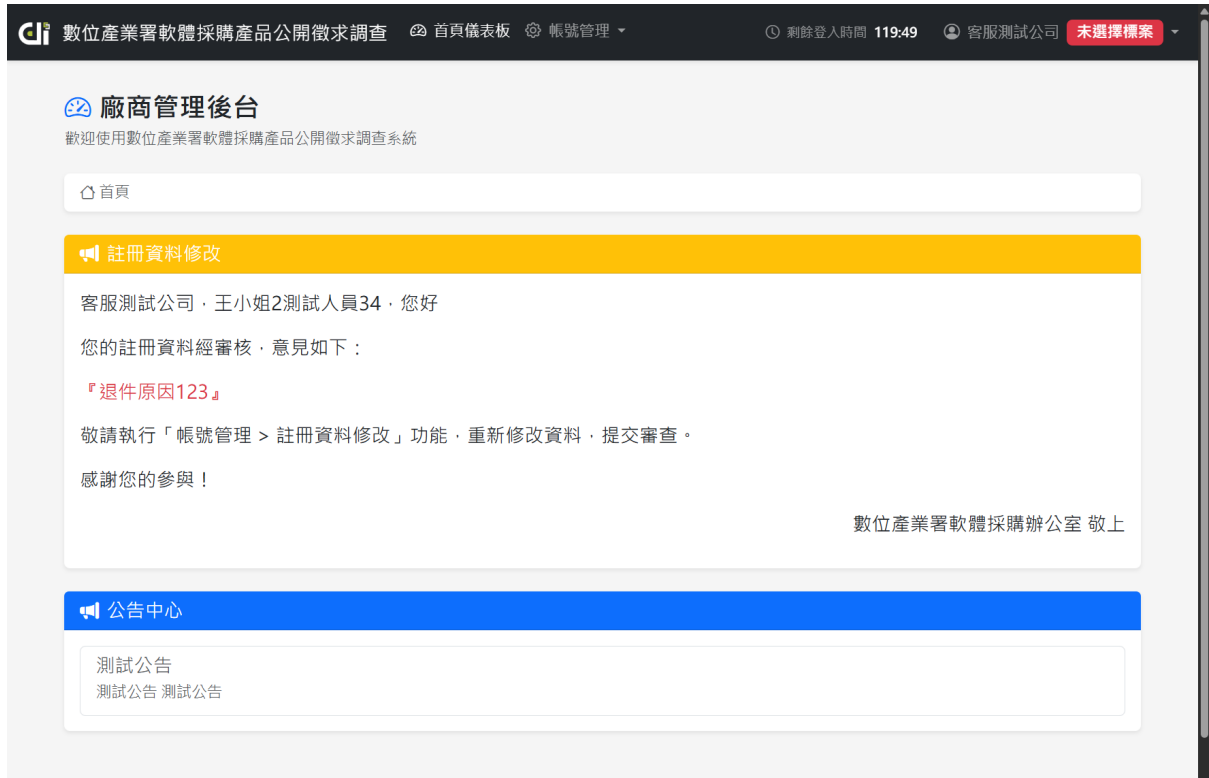 cli 數位產業署軟體採購產品公開徵求調查 首頁儀表板 帳號管理 剩餘登入時間 119:49 客服測試公司 未選擇標案
廠商管理後台
歡迎使用數位產業署軟體採購產品公開徵求調查系統
首頁
註冊資料修改
客服測試公司，王小姐2測試人員34，您好
您的註冊資料經審核，意見如下：
『退件原因123』
敬請執行「帳號管理 > 註冊資料修改」功能，重新修改資料，提交審查。
感謝您的參與！
數位產業署軟體採購辦公室 敬上
公告中心
測試公告
測試公告 測試公告